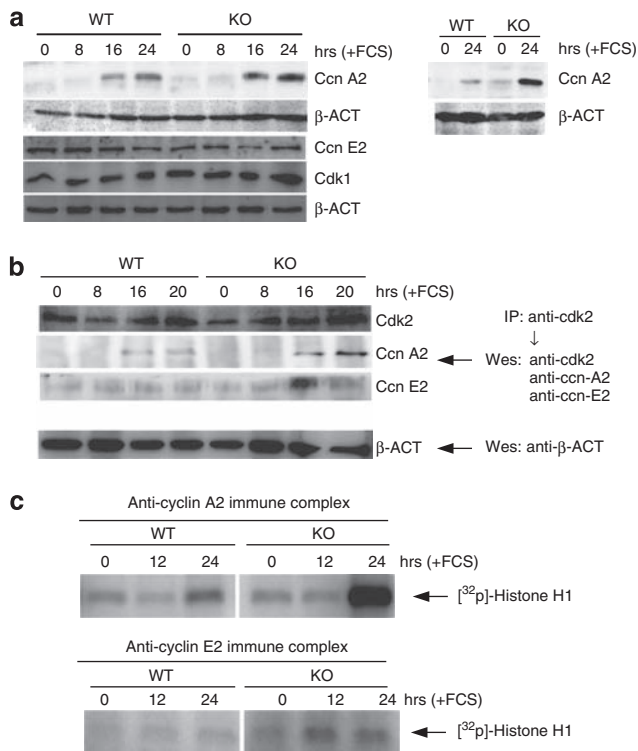 a
WT KO
0 8 16 24 0 8 16 24 hrs (+FCS)
Ccn A2
β-ACT
Ccn E2
Cdk1
β-ACT
WT KO
0 24 0 24 hrs (+FCS)
Ccn A2
β-ACT
b
WT KO
0 8 16 20 0 8 16 20 hrs (+FCS)
Cdk2
Ccn A2
Ccn E2
β-ACT
IP: anti-cdk2
↓
Wes: anti-cdk2
anti-ccn-A2
anti-ccn-E2
Wes: anti-β-ACT
c
Anti-cyclin A2 immune complex
WT KO
0 12 24 0 12 24 hrs (+FCS)
[³²p]-Histone H1
Anti-cyclin E2 immune complex
WT KO
0 12 24 0 12 24 hrs (+FCS)
[³²p]-Histone H1